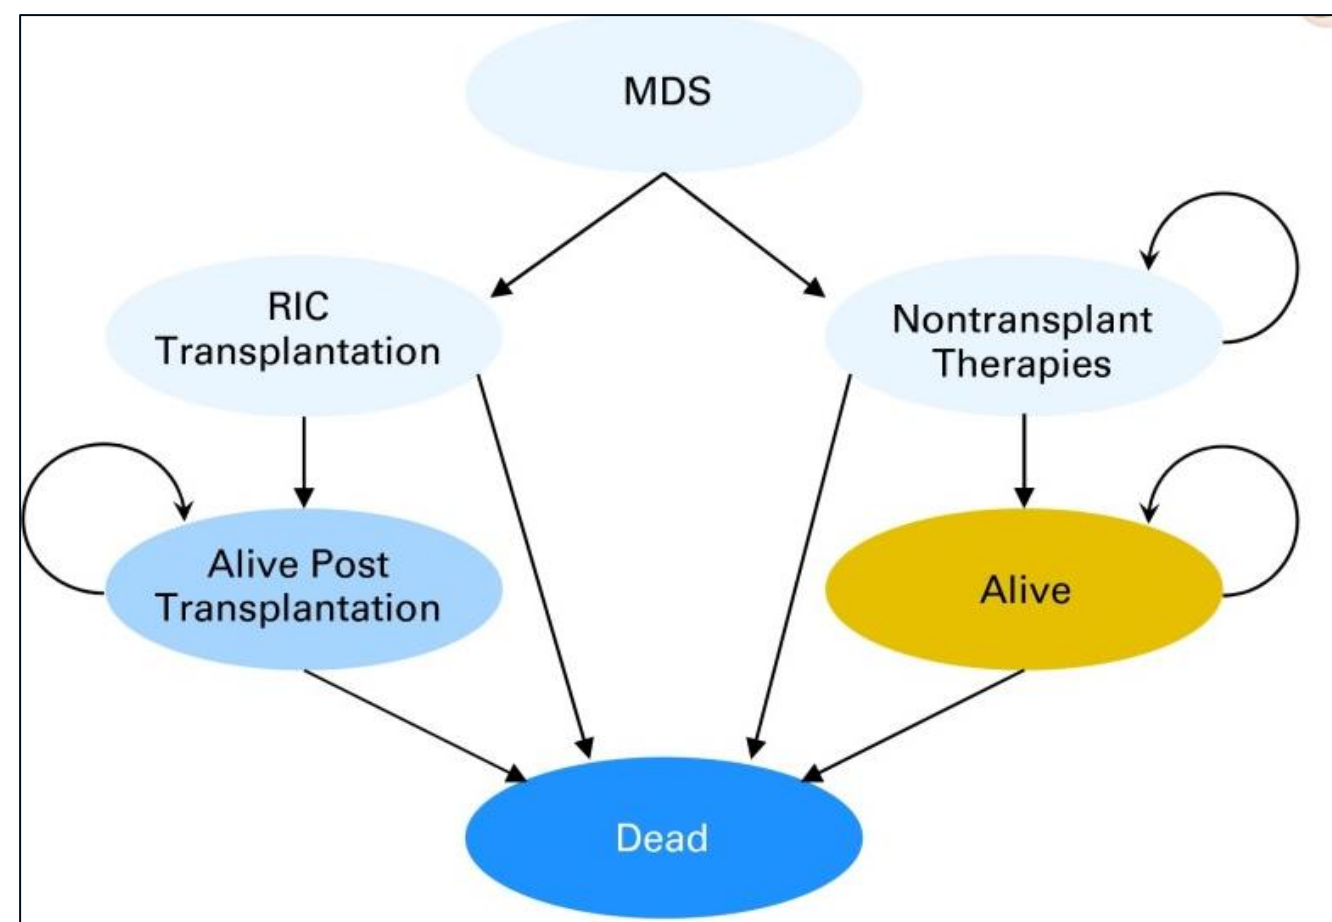 MDS
RIC
Transplantation
Nontransplant
Therapies
Alive Post
Transplantation
Alive
Dead